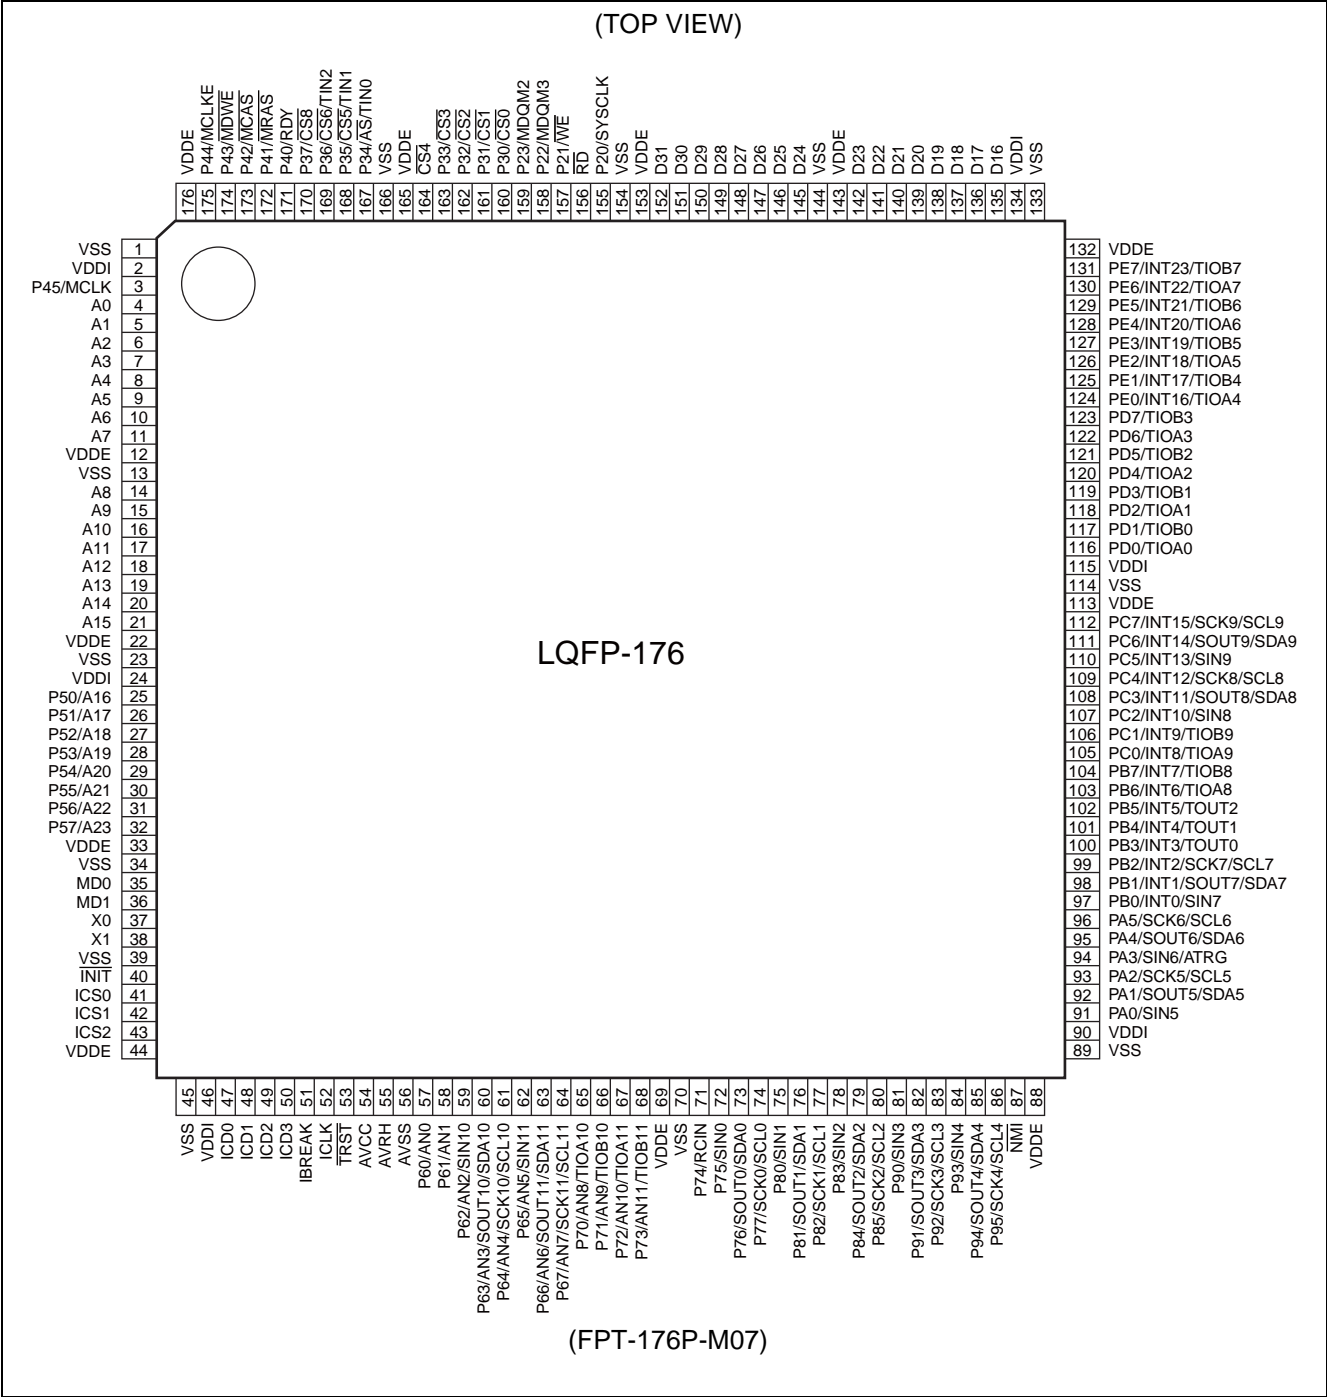 (TOP VIEW)
VDDE 176
P44/MCLKE 175
P43/MDWE 174
P42/MCAS 173
P41/MRAS 172
P40/RDY 171
P37/CS8 170
P36/CS6/TIN2 169
P35/CS5/TIN1 168
P34/AS/TIN0 167
VSS 166
VDDE 165
CS4 164
P33/CS3 163
P32/CS2 162
P31/CS1 161
P30/CS0 160
P23/MDQM2 159
P22/MDQM3 158
P21/WE 157
RD 156
P20/SYSCLK 155
VSS 154
VDDE 153
D31 152
D30 151
D29 150
D28 149
D27 148
D26 147
D25 146
D24 145
VSS 144
VDDE 143
D23 142
D22 141
D21 140
D20 139
D19 138
D18 137
D17 136
D16 135
VDDI 134
VSS 133
VSS 1
VDDI 2
P45/MCLK 3
A0 4
A1 5
A2 6
A3 7
A4 8
A5 9
A6 10
A7 11
VDDE 12
VSS 13
A8 14
A9 15
A10 16
A11 17
A12 18
A13 19
A14 20
A15 21
VDDE 22
VSS 23
VDDI 24
P50/A16 25
P51/A17 26
P52/A18 27
P53/A19 28
P54/A20 29
P55/A21 30
P56/A22 31
P57/A23 32
VDDE 33
VSS 34
MD0 35
MD1 36
X0 37
X1 38
VSS 39
INIT 40
ICS0 41
ICS1 42
ICS2 43
VDDE 44
LQFP-176
132 VDDE
131 PE7/INT23/TIOB7
130 PE6/INT22/TIOA7
129 PE5/INT21/TIOB6
128 PE4/INT20/TIOA6
127 PE3/INT19/TIOB5
126 PE2/INT18/TIOA5
125 PE1/INT17/TIOB4
124 PE0/INT16/TIOA4
123 PD7/TIOB3
122 PD6/TIOA3
121 PD5/TIOB2
120 PD4/TIOA2
119 PD3/TIOB1
118 PD2/TIOA1
117 PD1/TIOB0
116 PD0/TIOA0
115 VDDI
114 VSS
113 VDDE
112 PC7/INT15/SCK9/SCL9
111 PC6/INT14/SOUT9/SDA9
110 PC5/INT13/SIN9
109 PC4/INT12/SCK8/SCL8
108 PC3/INT11/SOUT8/SDA8
107 PC2/INT10/SIN8
106 PC1/INT9/TIOB9
105 PC0/INT8/TIOA9
104 PB7/INT7/TIOB8
103 PB6/INT6/TIOA8
102 PB5/INT5/TOUT2
101 PB4/INT4/TOUT1
100 PB3/INT3/TOUT0
99 PB2/INT2/SCK7/SCL7
98 PB1/INT1/SOUT7/SDA7
97 PB0/INT0/SIN7
96 PA5/SCK6/SCL6
95 PA4/SOUT6/SDA6
94 PA3/SIN6/ATRG
93 PA2/SCK5/SCL5
92 PA1/SOUT5/SDA5
91 PA0/SIN5
90 VDDI
89 VSS
45 VSS
46 VDDI
47 ICD0
48 ICD1
49 ICD2
50 ICD3
51 IBREAK
52 ICLK
53 TRST
54 AVCC
55 AVRH
56 AVSS
57 P60/AN0
58 P61/AN1
59 P62/AN2/SIN10
60 P63/AN3/SOUT10/SDA10
61 P64/AN4/SCK10/SCL10
62 P65/AN5/SIN11
63 P66/AN6/SOUT11/SDA11
64 P67/AN7/SCK11/SCL11
65 P70/AN8/TIOA10
66 P71/AN9/TIOB10
67 P72/AN10/TIOA11
68 P73/AN11/TIOB11
69 VDDE
70 VSS
71 P74/RCIN
72 P75/SIN0
73 P76/SOUT0/SDA0
74 P77/SCK0/SCL0
75 P80/SIN1
76 P81/SOUT1/SDA1
77 P82/SCK1/SCL1
78 P83/SIN2
79 P84/SOUT2/SDA2
80 P85/SCK2/SCL2
81 P90/SIN3
82 P91/SOUT3/SDA3
83 P92/SCK3/SCL3
84 P93/SIN4
85 P94/SOUT4/SDA4
86 P95/SCK4/SCL4
87 NMI
88 VDDE
(FPT-176P-M07)